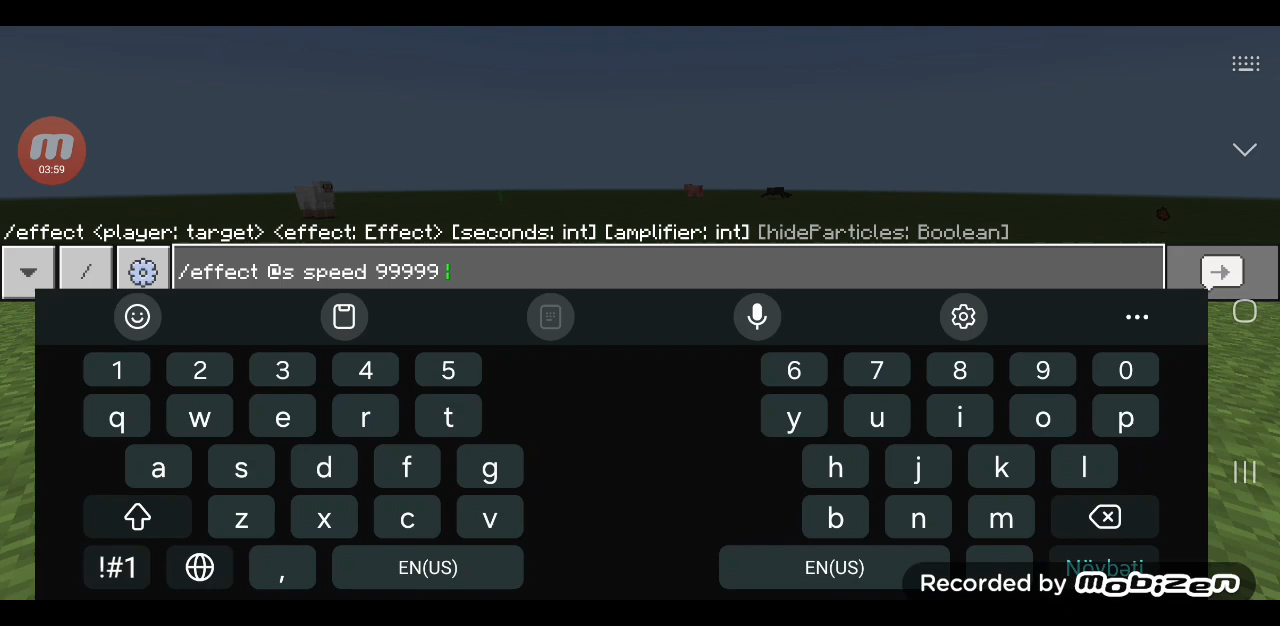 03:59
/effect <player: target> <effect: Effect> [seconds: int] [amplifier: int] [hideParticles: Boolean]
/
/effect @s speed 99999
1 2 3 4 5 6 7 8 9 0
q w e r t y u i o p
a s d f g h j k l
z x c v b n m
!#1 , EN(US) EN(US) Növbəti
Recorded by mobizen